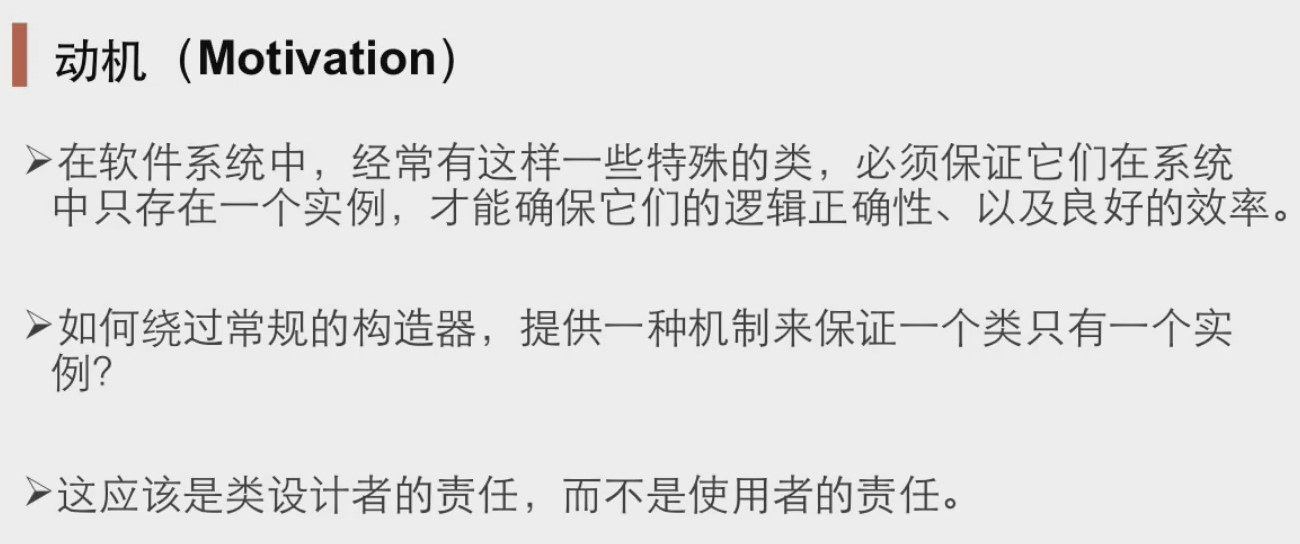 动机（Motivation）
➢在软件系统中，经常有这样一些特殊的类，必须保证它们在系统
中只存在一个实例，才能确保它们的逻辑正确性、以及良好的效率。
➢如何绕过常规的构造器，提供一种机制来保证一个类只有一个实
例？
➢这应该是类设计者的责任，而不是使用者的责任。